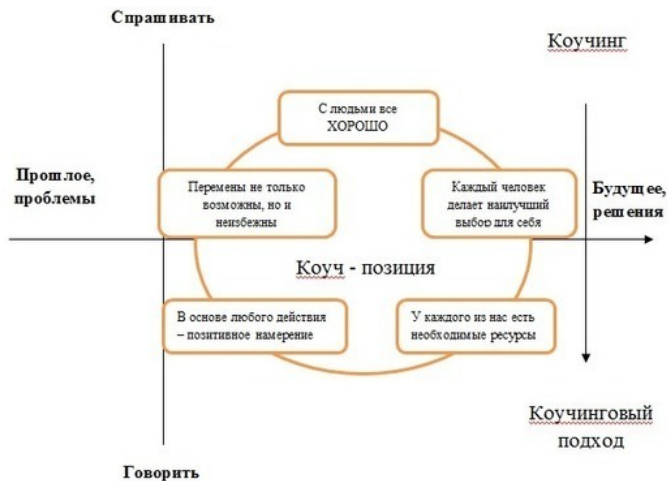 Спрашивать
Коучинг
С людьми все
ХОРОШО
Прошлое,
проблемы
Перемены не только
возможны, но и
неизбежны
Каждый человек
делает наилучший
выбор для себя
Будущее,
решения
Коуч - позиция
В основе любого действия
– позитивное намерение
У каждого из нас есть
необходимые ресурсы
Коучинговый
подход
Говорить